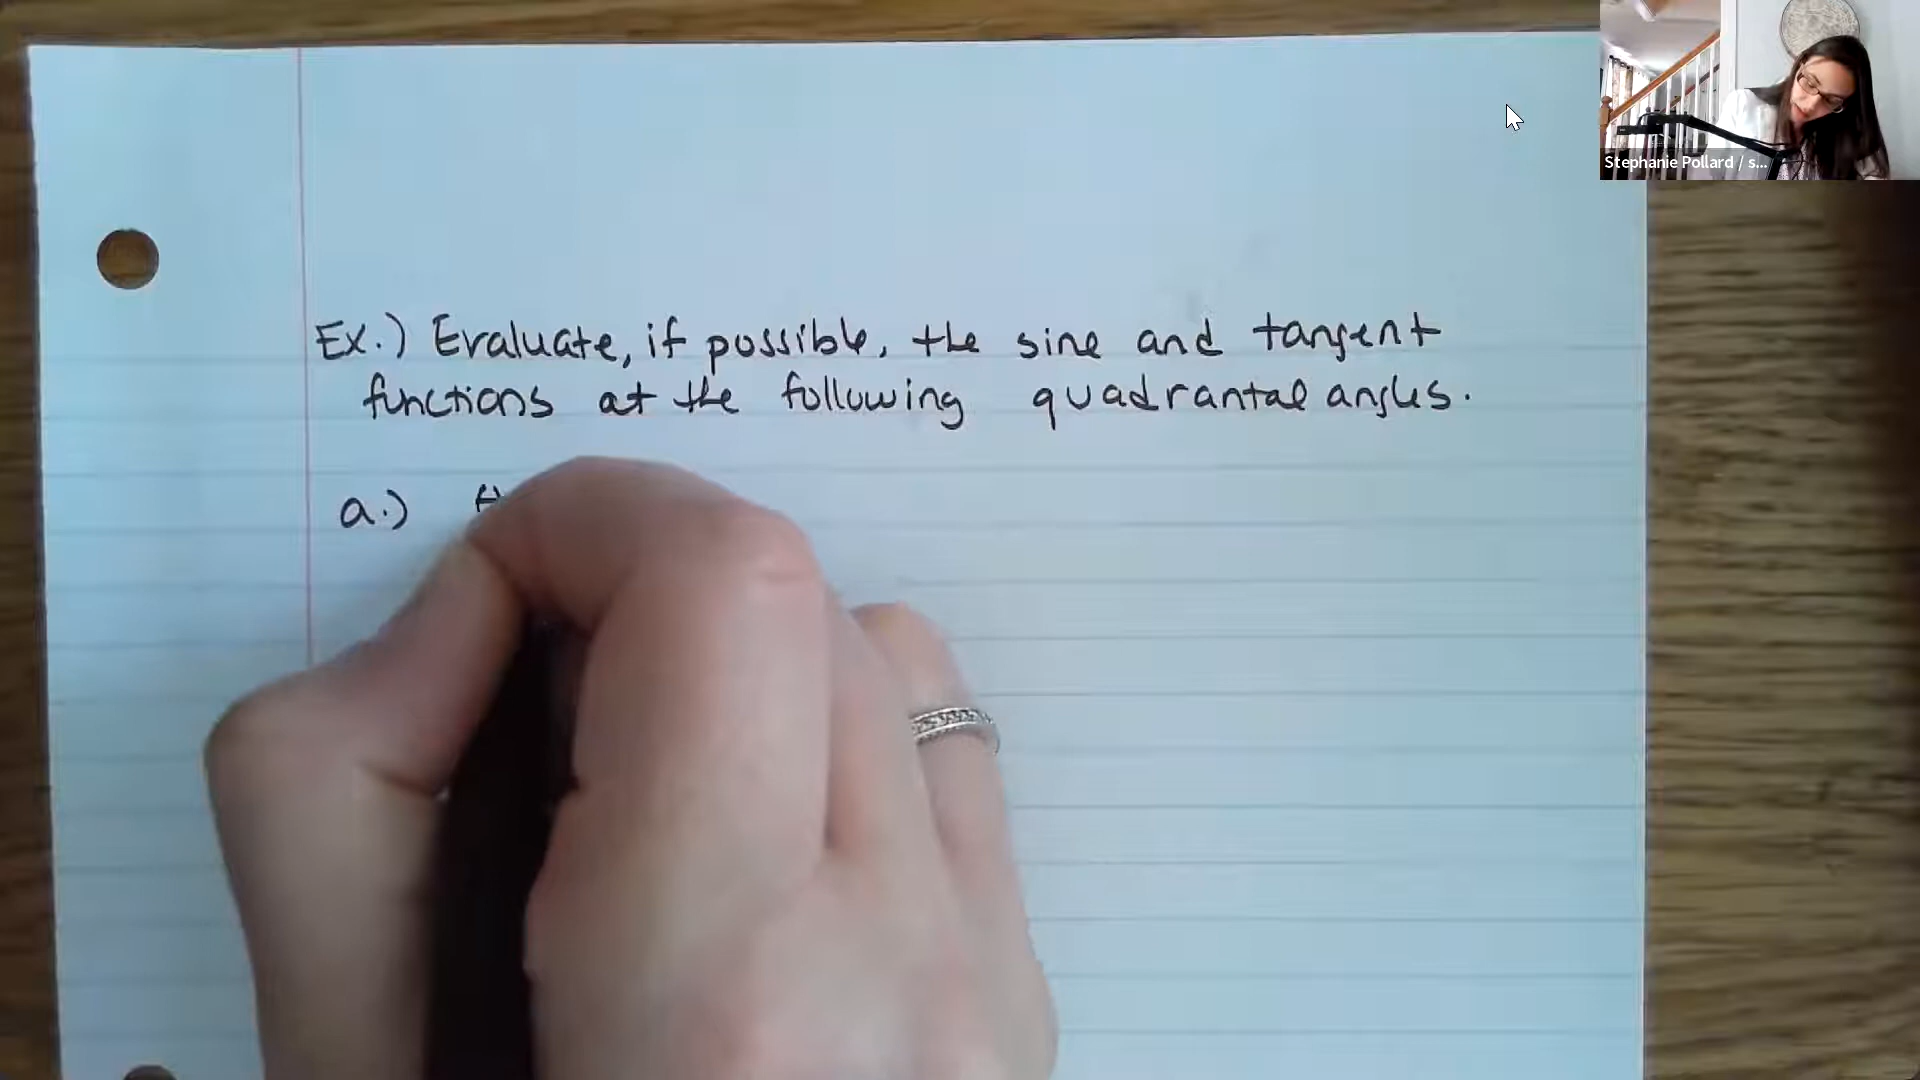 Stephanie Pollard / s...
Ex.) Evaluate, if possible, the sine and tangent
functions at the following quadrantal angles.
a.)